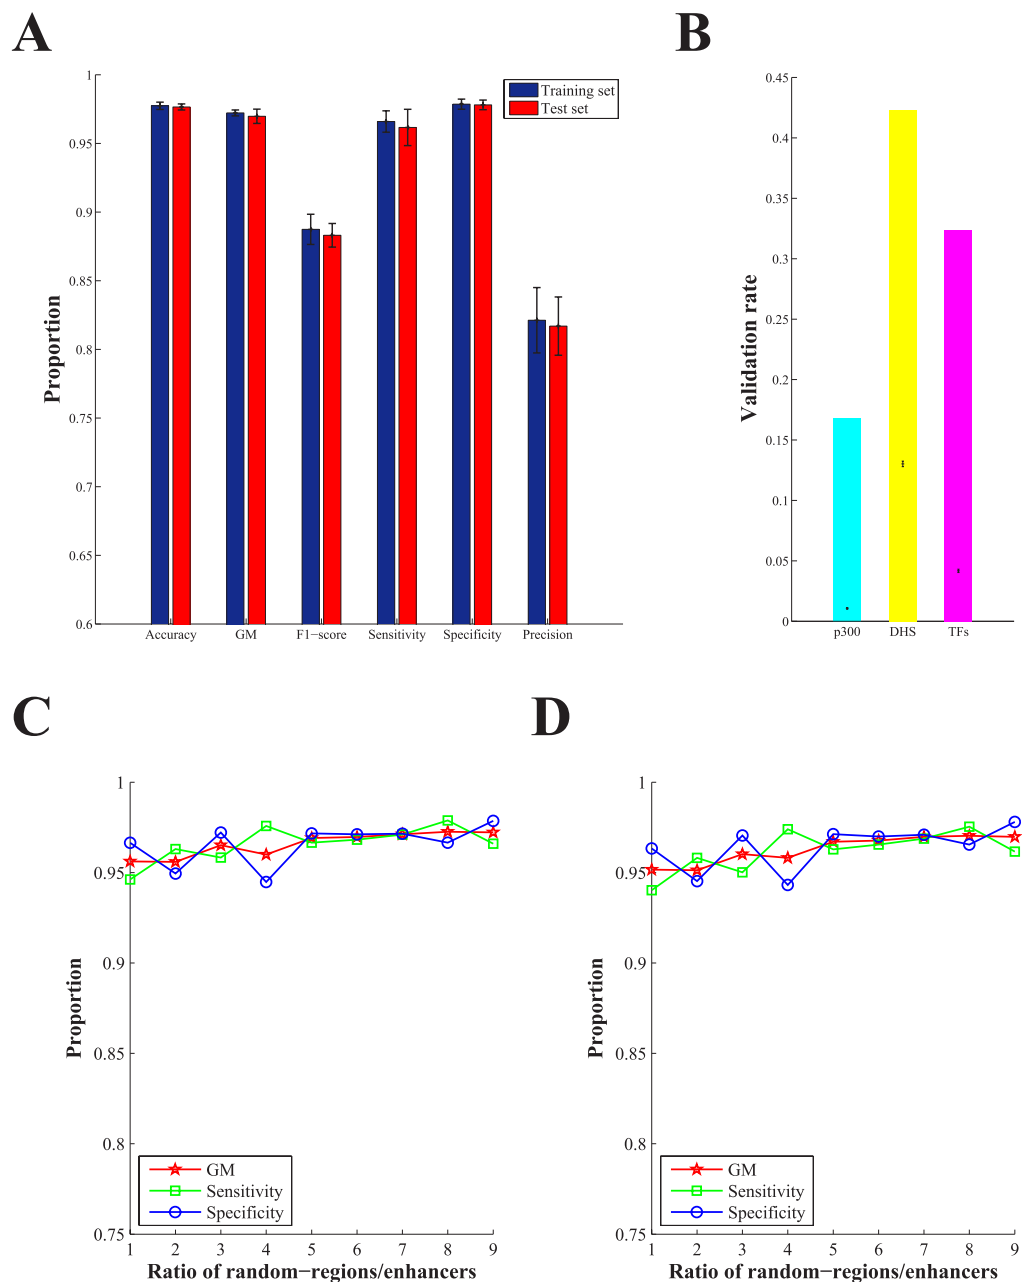 A
Proportion
1
0.95
0.9
0.85
0.8
0.75
0.7
0.65
0.6
Training set
Test set
Accuracy GM F1−score Sensitivity Specificity Precision
B
Validation rate
0.45
0.4
0.35
0.3
0.25
0.2
0.15
0.1
0.05
0
p300 DHS TFs
C
Proportion
1
0.95
0.9
0.85
0.8
0.75
GM
Sensitivity
Specificity
1 2 3 4 5 6 7 8 9
Ratio of random−regions/enhancers
D
Proportion
1
0.95
0.9
0.85
0.8
0.75
GM
Sensitivity
Specificity
1 2 3 4 5 6 7 8 9
Ratio of random−regions/enhancers